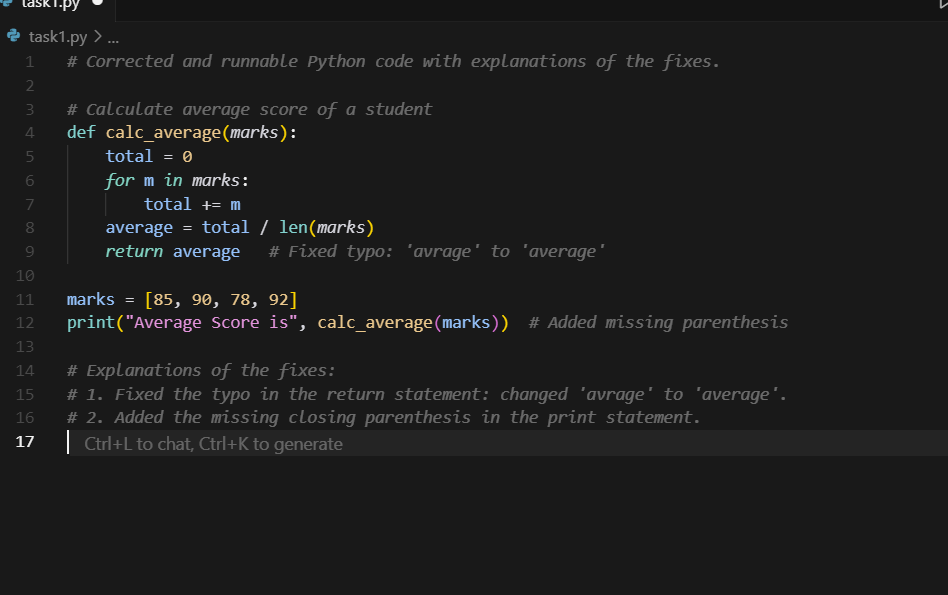 task1.py
task1.py > ...
1 # Corrected and runnable Python code with explanations of the fixes.
2
3 # Calculate average score of a student
4 def calc_average(marks):
5     total = 0
6     for m in marks:
7         total += m
8     average = total / len(marks)
9     return average   # Fixed typo: 'avrage' to 'average'
10
11 marks = [85, 90, 78, 92]
12 print("Average Score is", calc_average(marks))  # Added missing parenthesis
13
14 # Explanations of the fixes:
15 # 1. Fixed the typo in the return statement: changed 'avrage' to 'average'.
16 # 2. Added the missing closing parenthesis in the print statement.
17 Ctrl+L to chat, Ctrl+K to generate